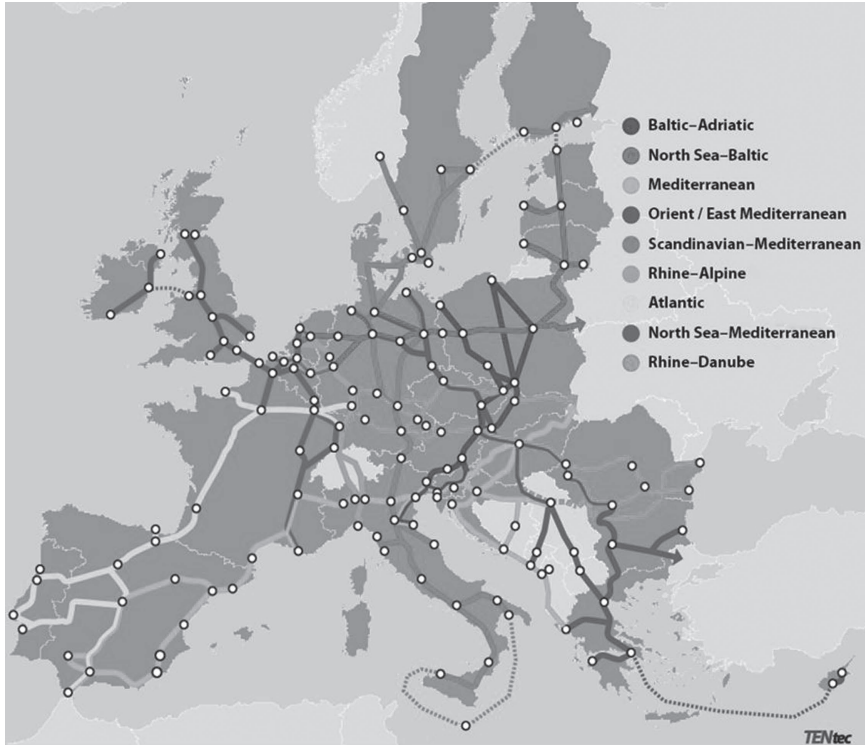 Baltic–Adriatic
North Sea–Baltic
Mediterranean
Orient / East Mediterranean
Scandinavian–Mediterranean
Rhine–Alpine
Atlantic
North Sea–Mediterranean
Rhine–Danube
TENtec